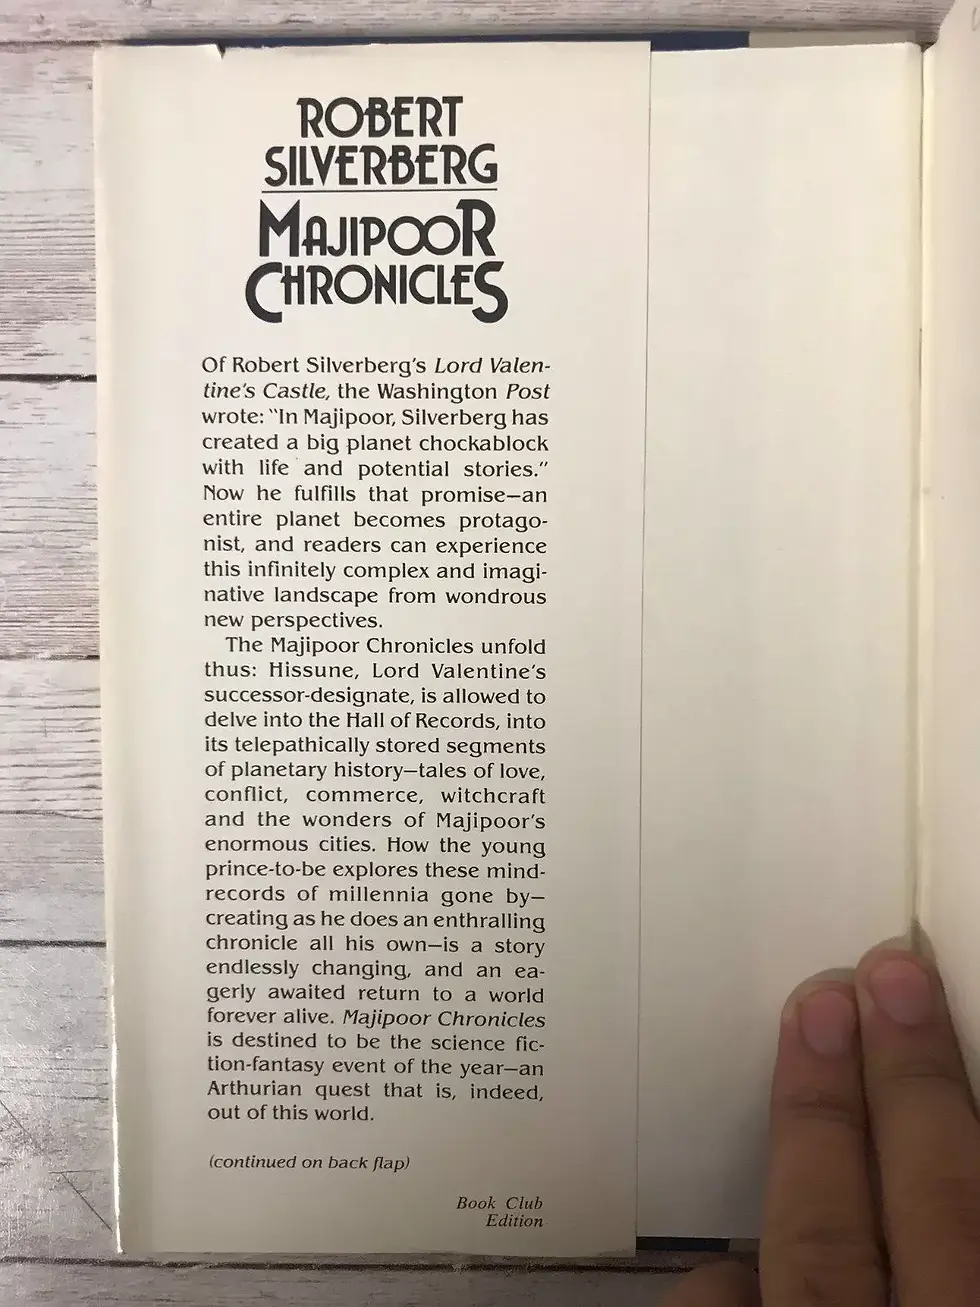 ROBERT
SILVERBERG
MAJIPOOR
CHRONICLES
Of Robert Silverberg's Lord Valen-
tine's Castle, the Washington Post
wrote: "In Majipoor, Silverberg has
created a big planet chockablock
with life and potential stories."
Now he fulfills that promise—an
entire planet becomes protago-
nist, and readers can experience
this infinitely complex and imagi-
native landscape from wondrous
new perspectives.
The Majipoor Chronicles unfold
thus: Hissune, Lord Valentine's
successor-designate, is allowed to
delve into the Hall of Records, into
its telepathically stored segments
of planetary history—tales of love,
conflict, commerce, witchcraft
and the wonders of Majipoor's
enormous cities. How the young
prince-to-be explores these mind-
records of millennia gone by—
creating as he does an enthralling
chronicle all his own—is a story
endlessly changing, and an ea-
gerly awaited return to a world
forever alive. Majipoor Chronicles
is destined to be the science fic-
tion-fantasy event of the year—an
Arthurian quest that is, indeed,
out of this world.
(continued on back flap)
Book Club
Edition